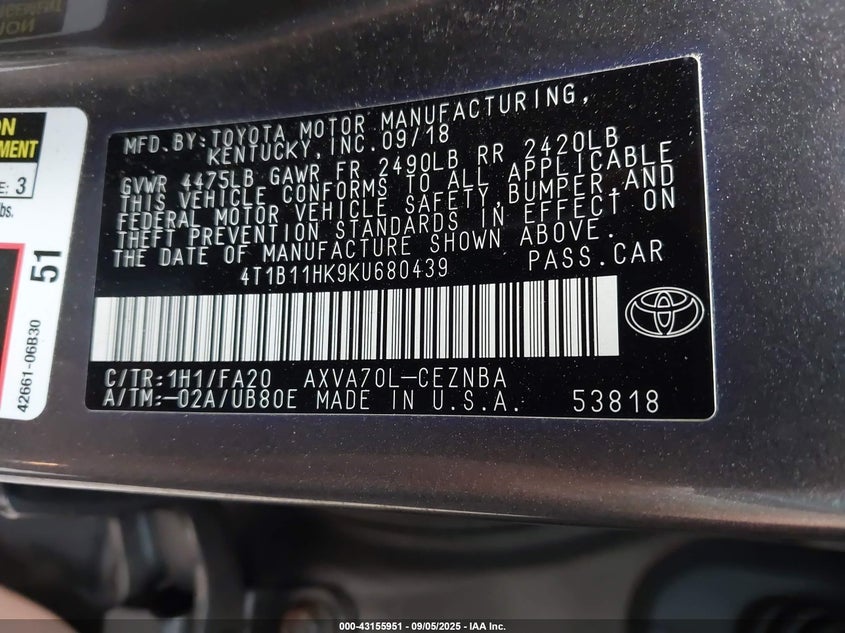 MFD. BY: TOYOTA MOTOR MANUFACTURING,
KENTUCKY, INC. 09/18
GVWR 4475LB GAWR FR 2490LB RR 2420LB
THIS VEHICLE CONFORMS TO ALL APPLICABLE
FEDERAL MOTOR VEHICLE SAFETY, BUMPER, AND
THEFT PREVENTION STANDARDS IN EFFECT ON
THE DATE OF MANUFACTURE SHOWN ABOVE.
4T1B11HK9KU680439 PASS. CAR
C/TR: 1H1/FA20 AXVA70L-CEZNBA
A/TM: -02A/UB80E MADE IN U.S.A. 53818
E: 3
lbs.
51
42661-06B30
000-43155951 - 09/05/2025 - IAA Inc.